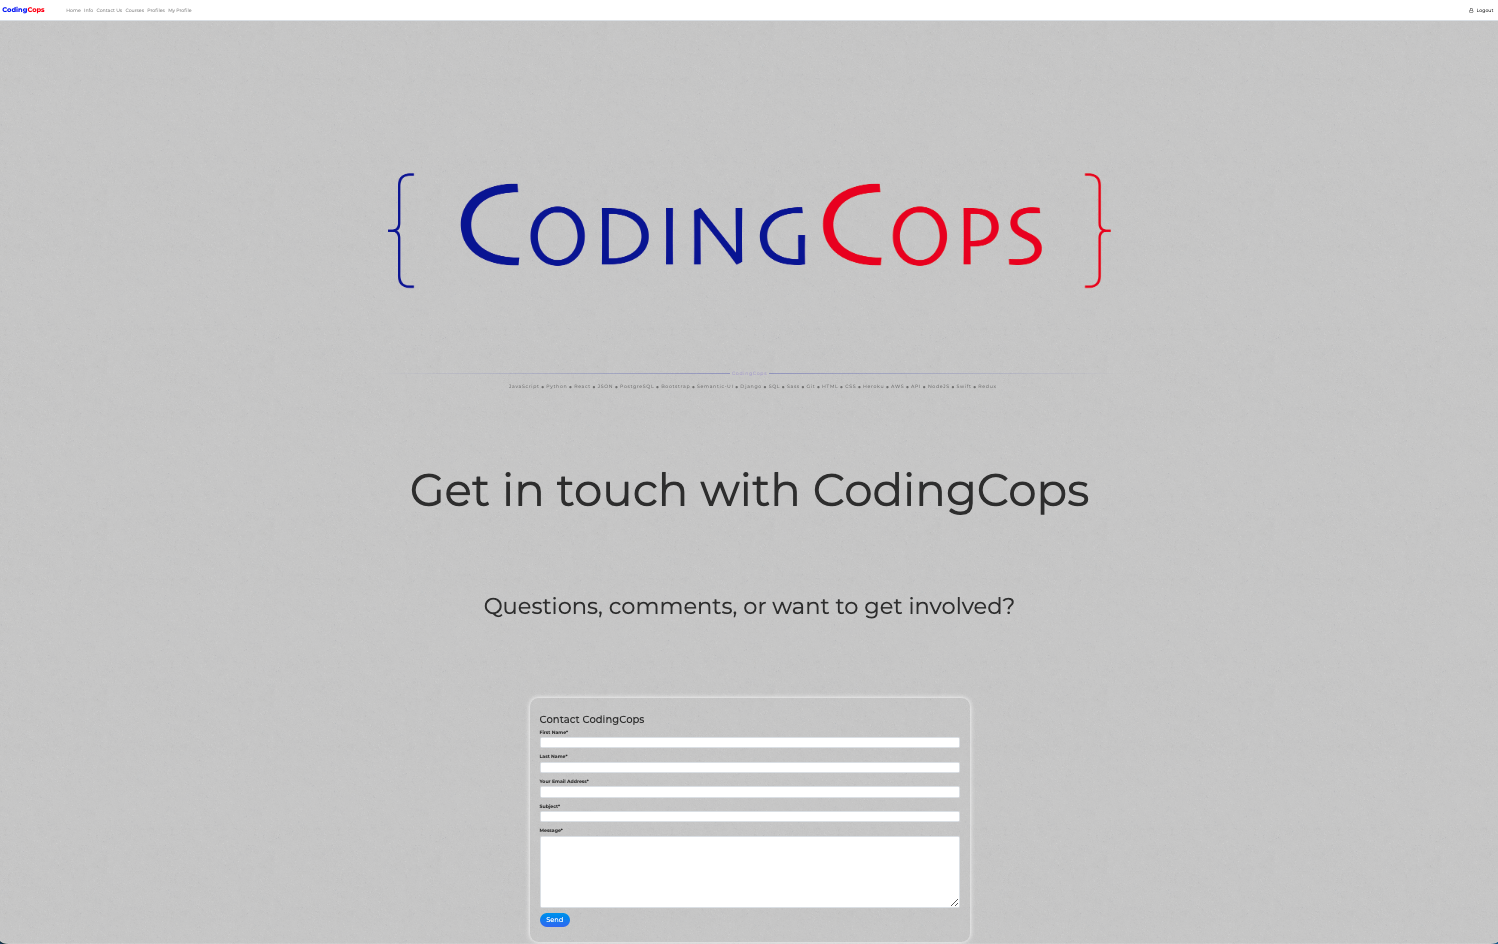 CodingCops Home Info Contact Us Courses Profiles My Profile Logout
{ CodingCops }
CodingCops
JavaScript • Python • React • JSON • PostgreSQL • Bootstrap • Semantic-UI • Django • SQL • Sass • Git • HTML • CSS • Heroku • AWS • API • NodeJS • Swift • Redux
Get in touch with CodingCops
Questions, comments, or want to get involved?
Contact CodingCops
First Name*
Last Name*
Your Email Address*
Subject*
Message*
Send